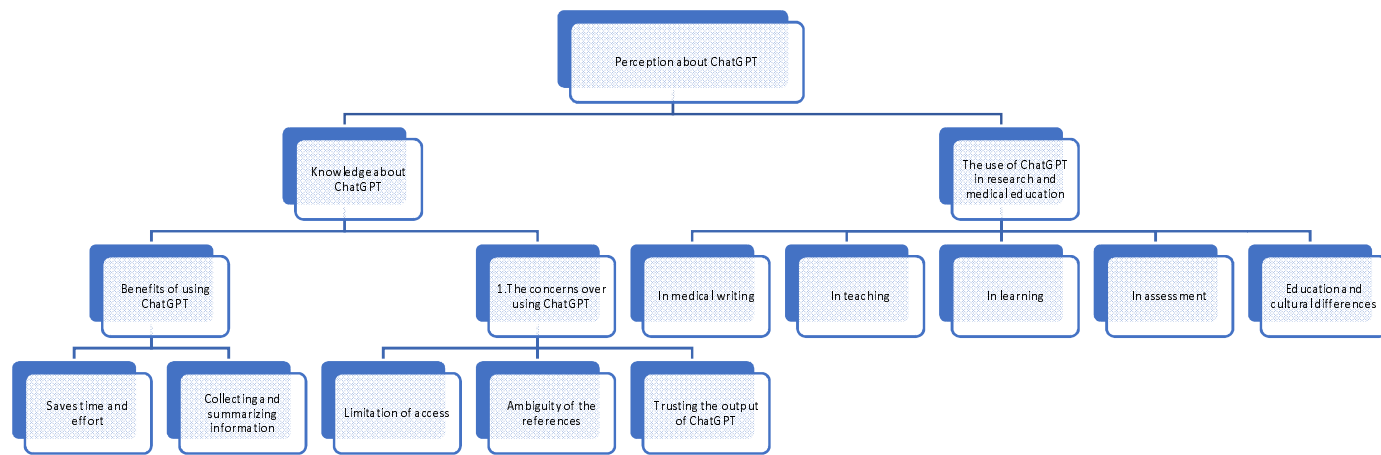 Perception about ChatGPT
Knowledge about
ChatGPT
The use of ChatGPT
in research and
medical education
Benefits of using
ChatGPT
1.The concerns over
using ChatGPT
In medical writing
In teaching
In learning
In assessment
Education and
cultural differences
Saves time and
effort
Collecting and
summarizing
information
Limitation of access
Ambiguity of the
references
Trusting the output
of ChatGPT